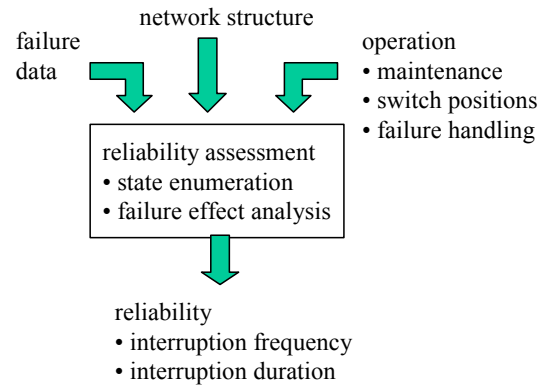 network structure
failure
data
operation
• maintenance
• switch positions
• failure handling
reliability assessment
• state enumeration
• failure effect analysis
reliability
• interruption frequency
• interruption duration